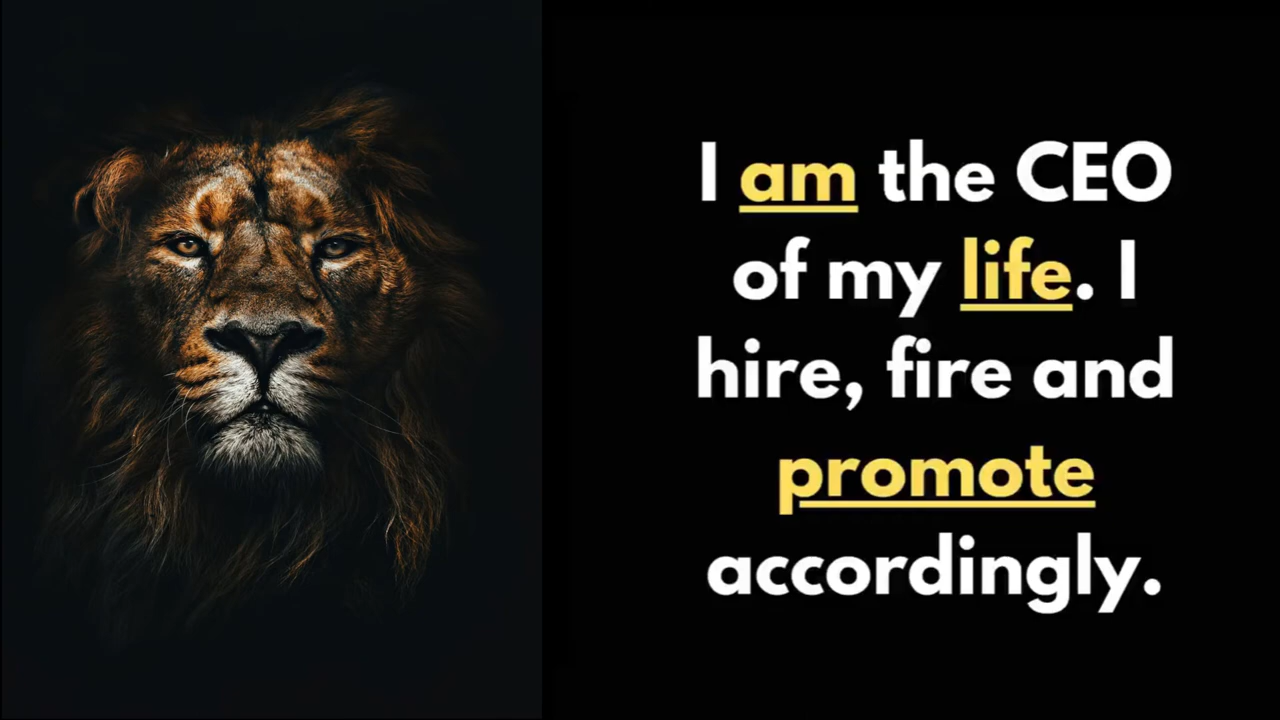 I am the CEO
of my life. I
hire, fire and
promote
accordingly.